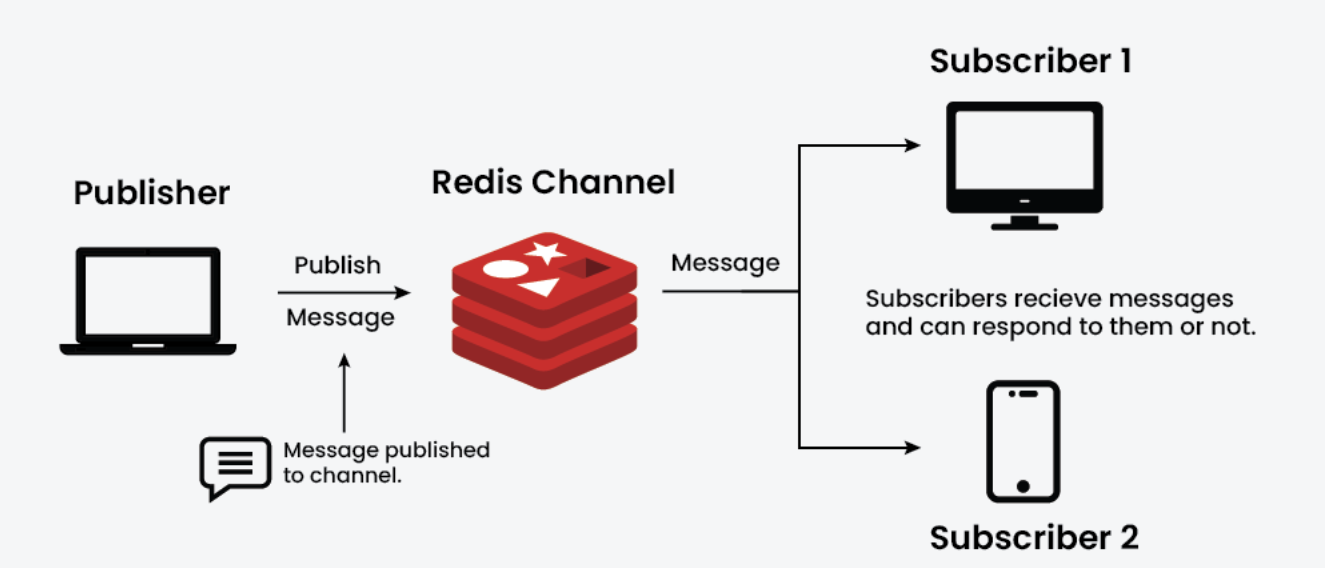 Publisher
Publish
Message
Message published
to channel.
Redis Channel
Message
Subscriber 1
Subscribers recieve messages
and can respond to them or not.
Subscriber 2